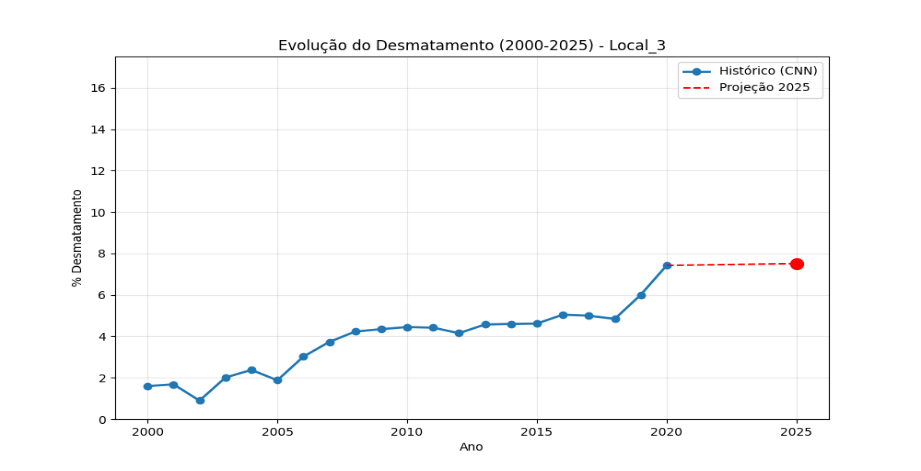 Evolução do Desmatamento (2000-2025) - Local_3
Histórico (CNN)
Projeção 2025
% Desmatamento
16
14
12
10
8
6
4
2
0
2000 2005 2010 2015 2020 2025
Ano